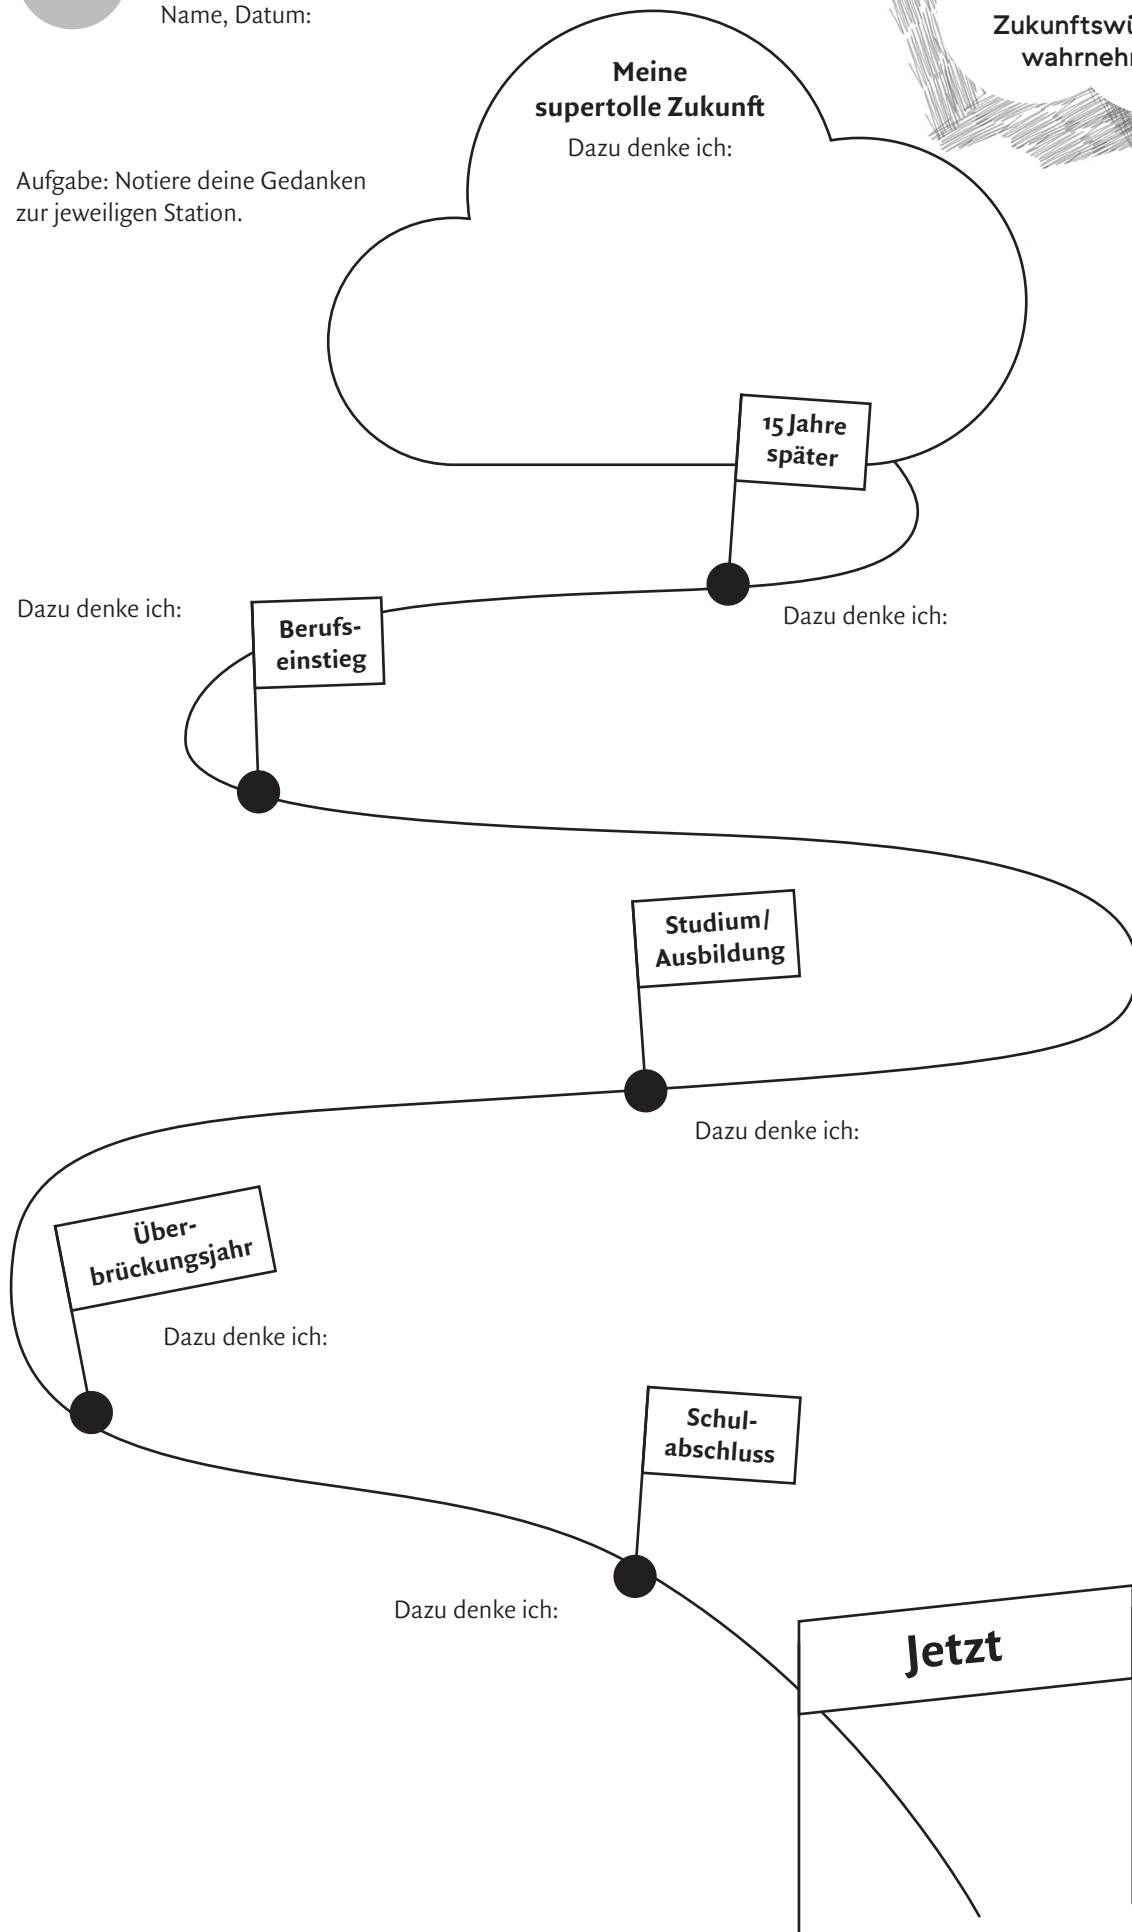 Name, Datum:
wahrnehm
Meine
supertolle Zukunft
Dazu denke ich:
Aufgabe: Notiere deine Gedanken
zur jeweiligen Station.
15 Jahre
später
Dazu denke ich:
Dazu denke ich:
Berufs-
einstieg
Studium/
Ausbildung
Dazu denke ich:
Über-
brückungsjahr
Dazu denke ich:
Schul-
abschluss
Dazu denke ich:
Jetzt